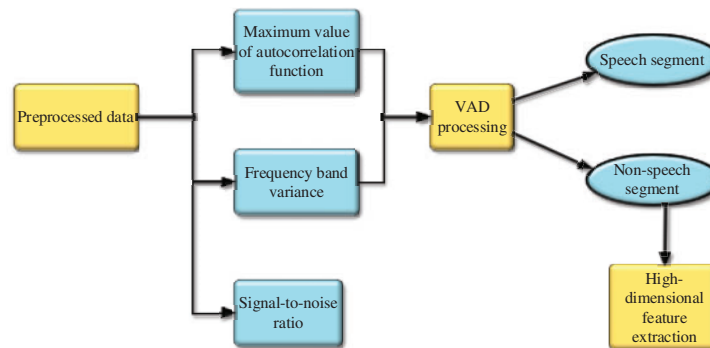 Maximum value
of autocorrelation
function
Speech segment
Preprocessed data
VAD
processing
Frequency band
variance
Non-speech
segment
Signal-to-noise
ratio
High-
dimensional
feature
extraction